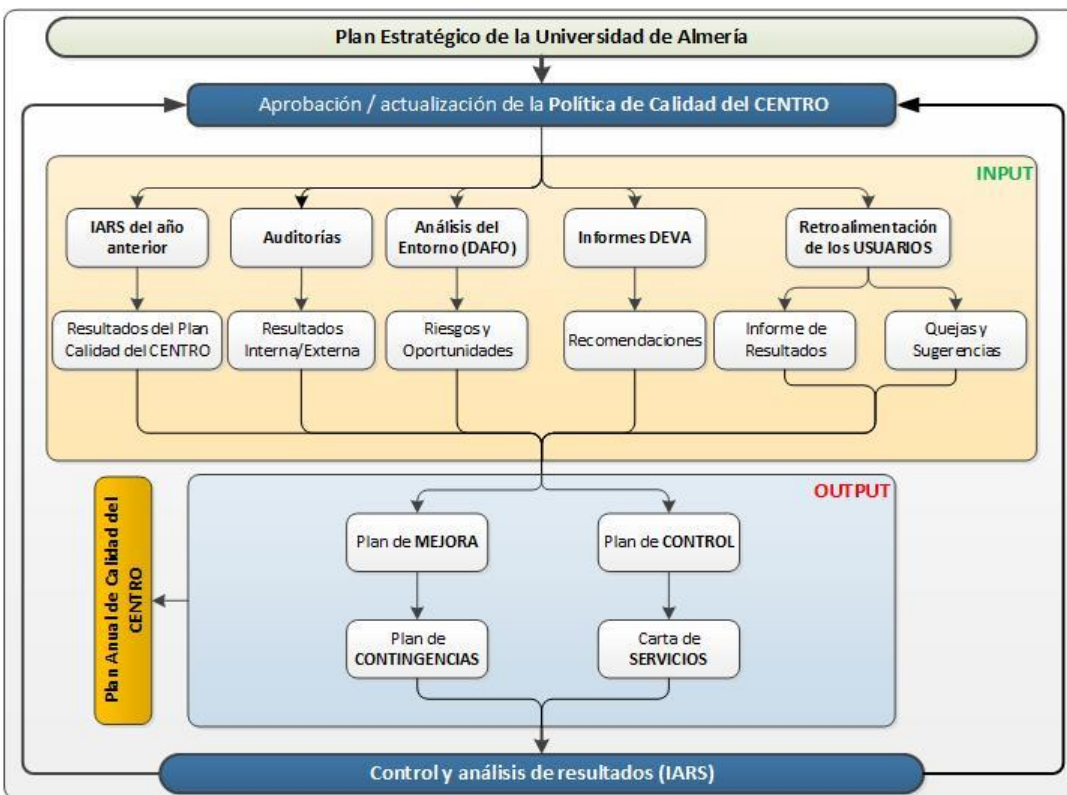 Plan Estratégico de la Universidad de Almería
Aprobación / actualización de la Política de Calidad del CENTRO
INPUT
IARS del año
anterior
Auditorías
Análisis del
Entorno (DAFO)
Informes DEVA
Retroalimentación
de los USUARIOS
Resultados del Plan
Calidad del CENTRO
Resultados
Interna/Externa
Riesgos y
Oportunidades
Recomendaciones
Informe de
Resultados
Quejas y
Sugerencias
OUTPUT
Plan de MEJORA
Plan de CONTROL
Plan Anual de Calidad del
CENTRO
Plan de
CONTINGENCIAS
Carta de
SERVICIOS
Control y análisis de resultados (IARS)